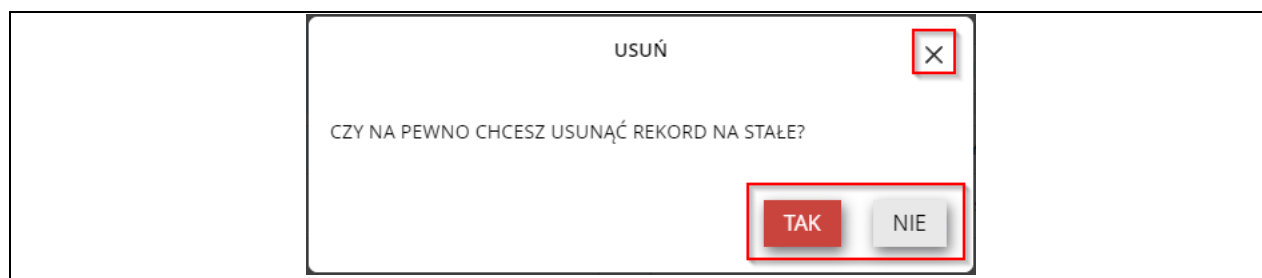 USUŃ
CZY NA PEWNO CHCESZ USUNĄĆ REKORD NA STAŁE?
TAK NIE